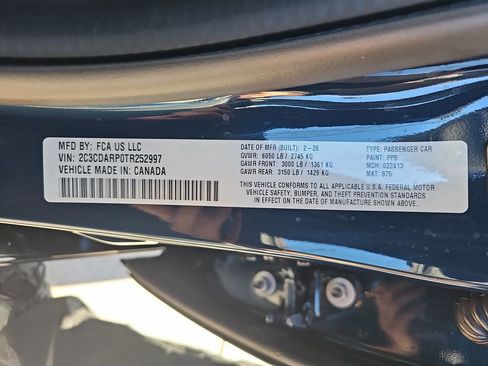 MFD BY: FCA US LLC
VIN: 2C3CDARP0TR252997
VEHICLE MADE IN: CANADA
DATE OF MFR (BUILT): 2-26
GVWR: 6050 LB / 2745 KG
GAWR FRONT: 3000 LB / 1361 KG
GAWR REAR: 3150 LB / 1429 KG
TYPE: PASSENGER CAR
PAINT: PPS
MDH: 022413
MXT: 875
THIS VEHICLE CONFORMS TO ALL APPLICABLE U.S.A. FEDERAL MOTOR
VEHICLE SAFETY, BUMPER, AND THEFT PREVENTION STANDARDS
IN EFFECT ON THE DATE OF MANUFACTURE SHOWN ABOVE.